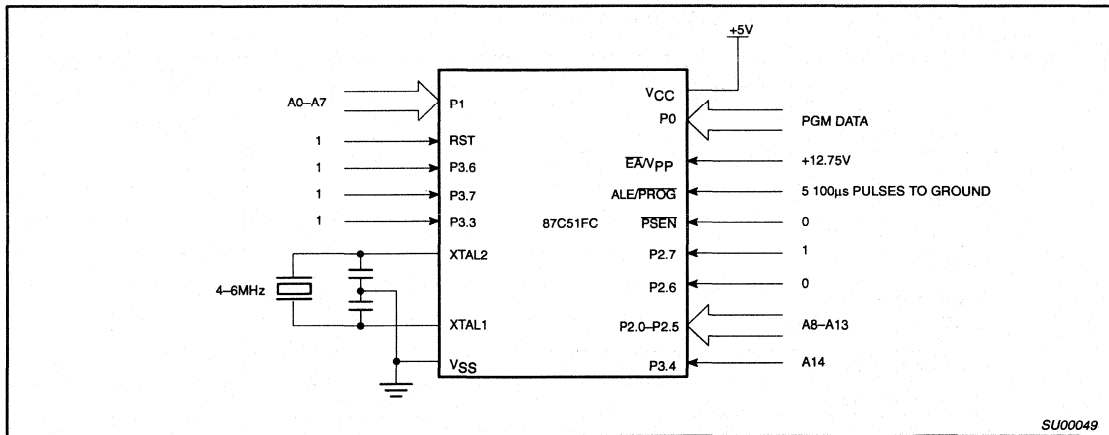 +5V
VCC
A0–A7
P1
P0
PGM DATA
1
RST
EA/VPP
+12.75V
1
P3.6
ALE/PROG
5 100µs PULSES TO GROUND
1
P3.7
1
P3.3
87C51FC
PSEN
0
P2.7
1
XTAL2
P2.6
0
4–6MHz
XTAL1
P2.0–P2.5
A8–A13
VSS
P3.4
A14
SU00049